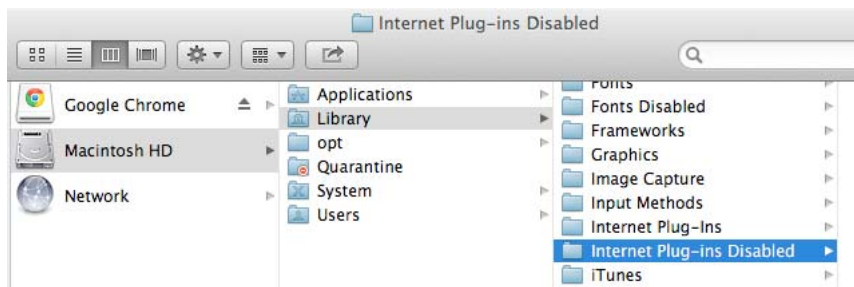 Internet Plug-ins Disabled
Google Chrome
Macintosh HD
Network
Applications
Library
opt
Quarantine
System
Users
Fonts
Fonts Disabled
Frameworks
Graphics
Image Capture
Input Methods
Internet Plug-Ins
Internet Plug-ins Disabled
iTunes